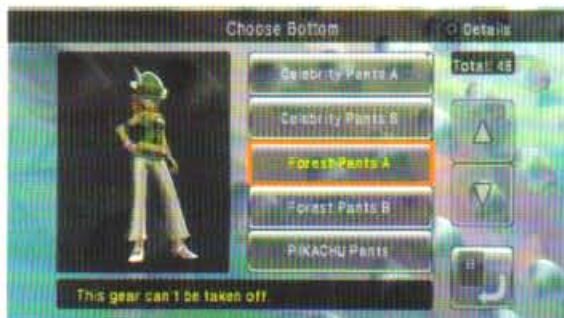 Choose Bottom
Details
Total: 48
Celebrity Pants A
Celebrity Pants B
Forest Pants A
Forest Pants B
PIKACHU Pants
B
This gear can't be taken off.